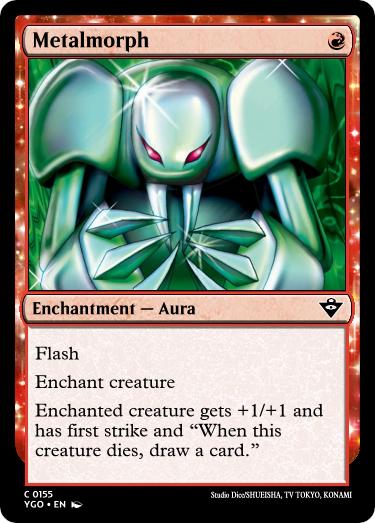 Metalmorph
Enchantment — Aura
Flash
Enchant creature
Enchanted creature gets +1/+1 and
has first strike and “When this
creature dies, draw a card.”
C 0155
YGO • EN
Studio Dice/SHUEISHA, TV TOKYO, KONAMI